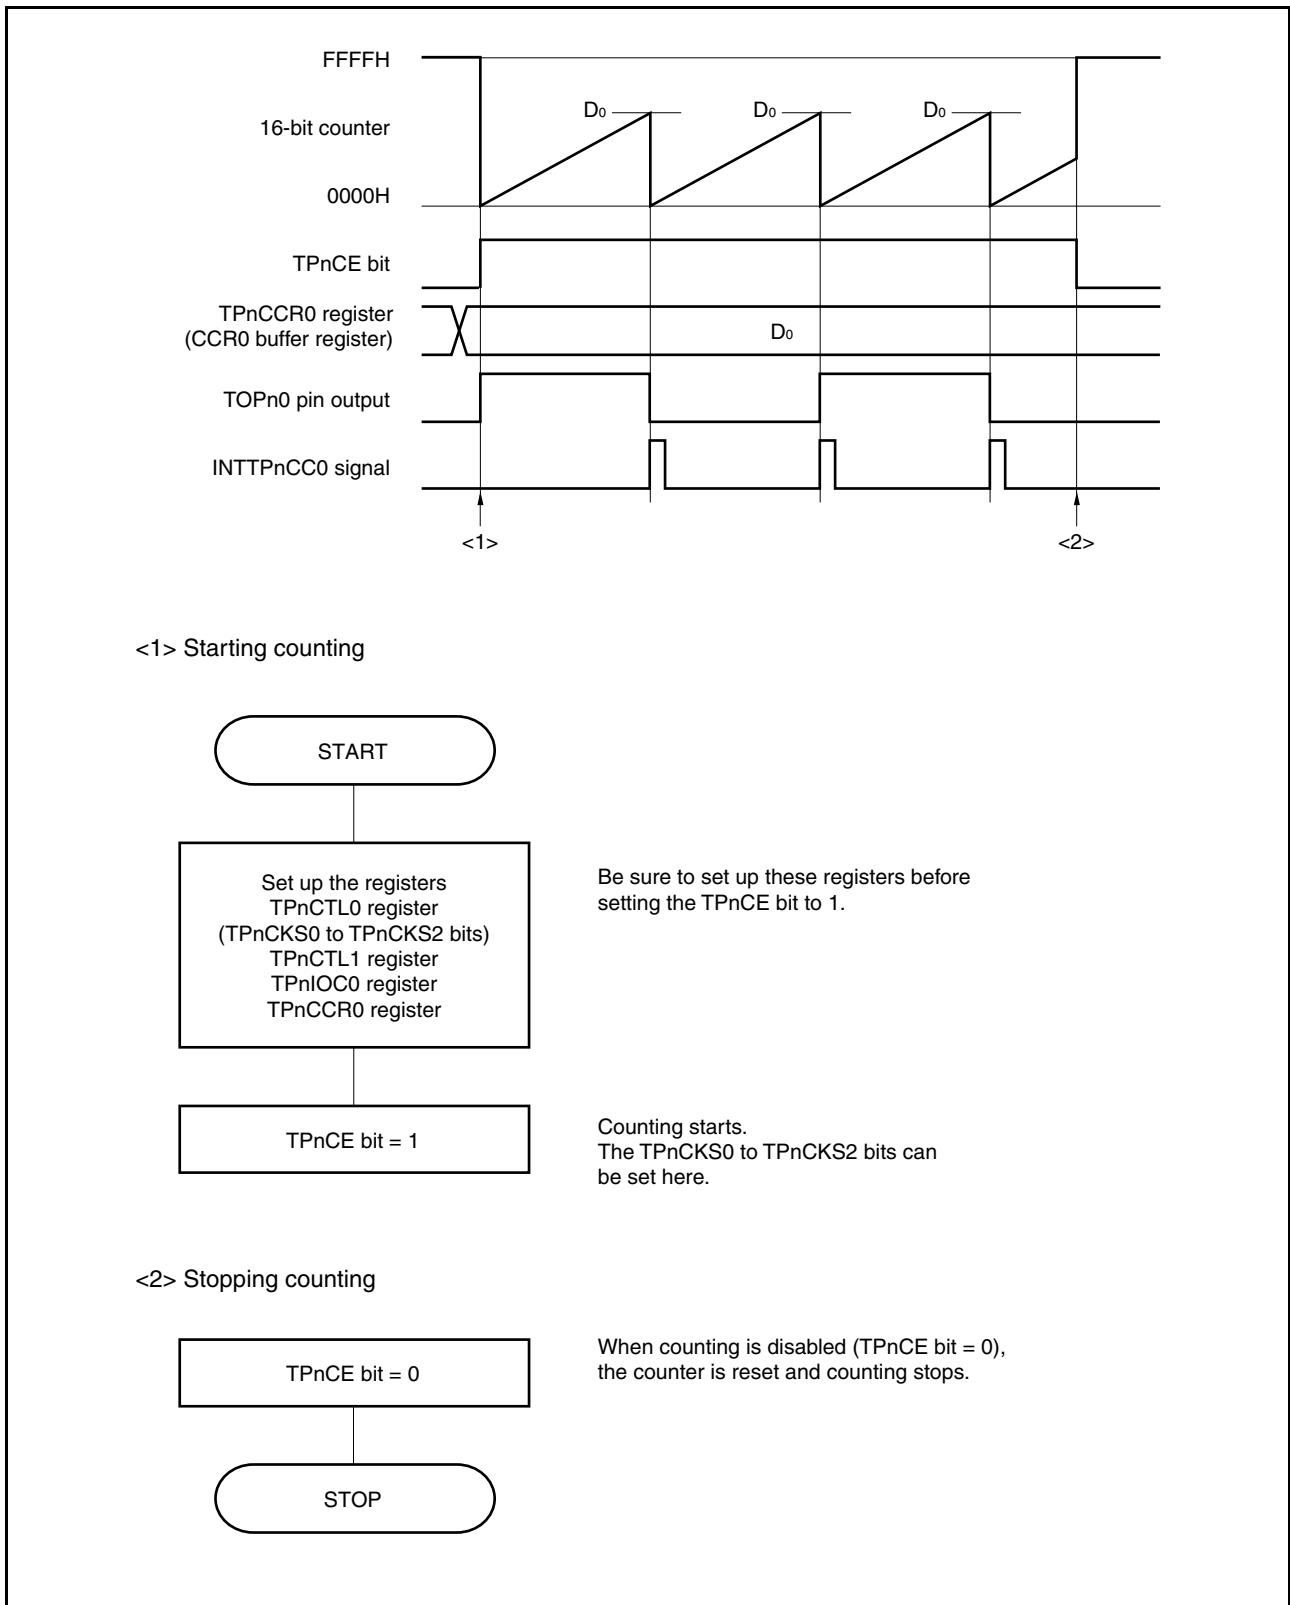 FFFFH
D0
D0
D0
16-bit counter
0000H
TPnCE bit
TPnCCR0 register
(CCR0 buffer register)
D0
TOPn0 pin output
INTTPnCC0 signal
<1>
<2>
<1> Starting counting
START
Set up the registers
TPnCTL0 register
(TPnCKS0 to TPnCKS2 bits)
TPnCTL1 register
TPnIOC0 register
TPnCCR0 register
Be sure to set up these registers before
setting the TPnCE bit to 1.
TPnCE bit = 1
Counting starts.
The TPnCKS0 to TPnCKS2 bits can
be set here.
<2> Stopping counting
TPnCE bit = 0
When counting is disabled (TPnCE bit = 0),
the counter is reset and counting stops.
STOP